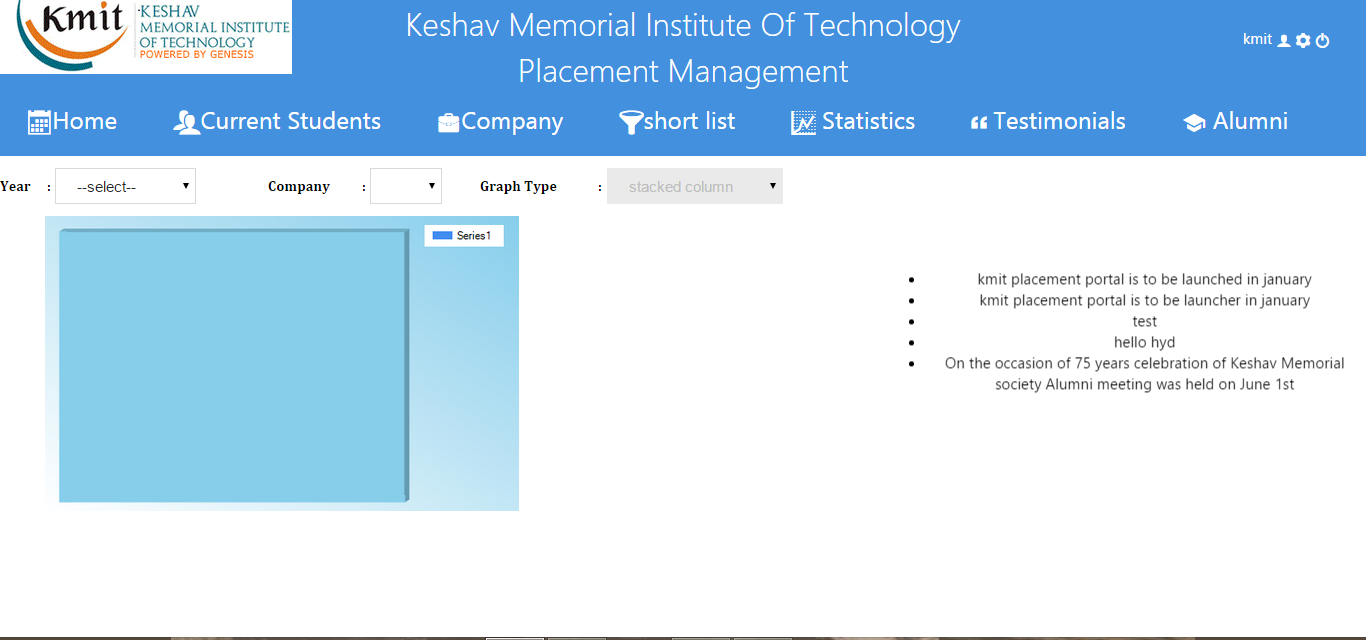 Kmit
KESHAV
MEMORIAL INSTITUTE
OF TECHNOLOGY
POWERED BY GENESIS
Keshav Memorial Institute Of Technology
Placement Management
kmit
Home Current Students Company short list Statistics Testimonials Alumni
Year : --select-- Company : Graph Type : stacked column
Series1
• kmit placement portal is to be launched in january
• kmit placement portal is to be launcher in january
• test
• hello hyd
• On the occasion of 75 years celebration of Keshav Memorial
society Alumni meeting was held on June 1st